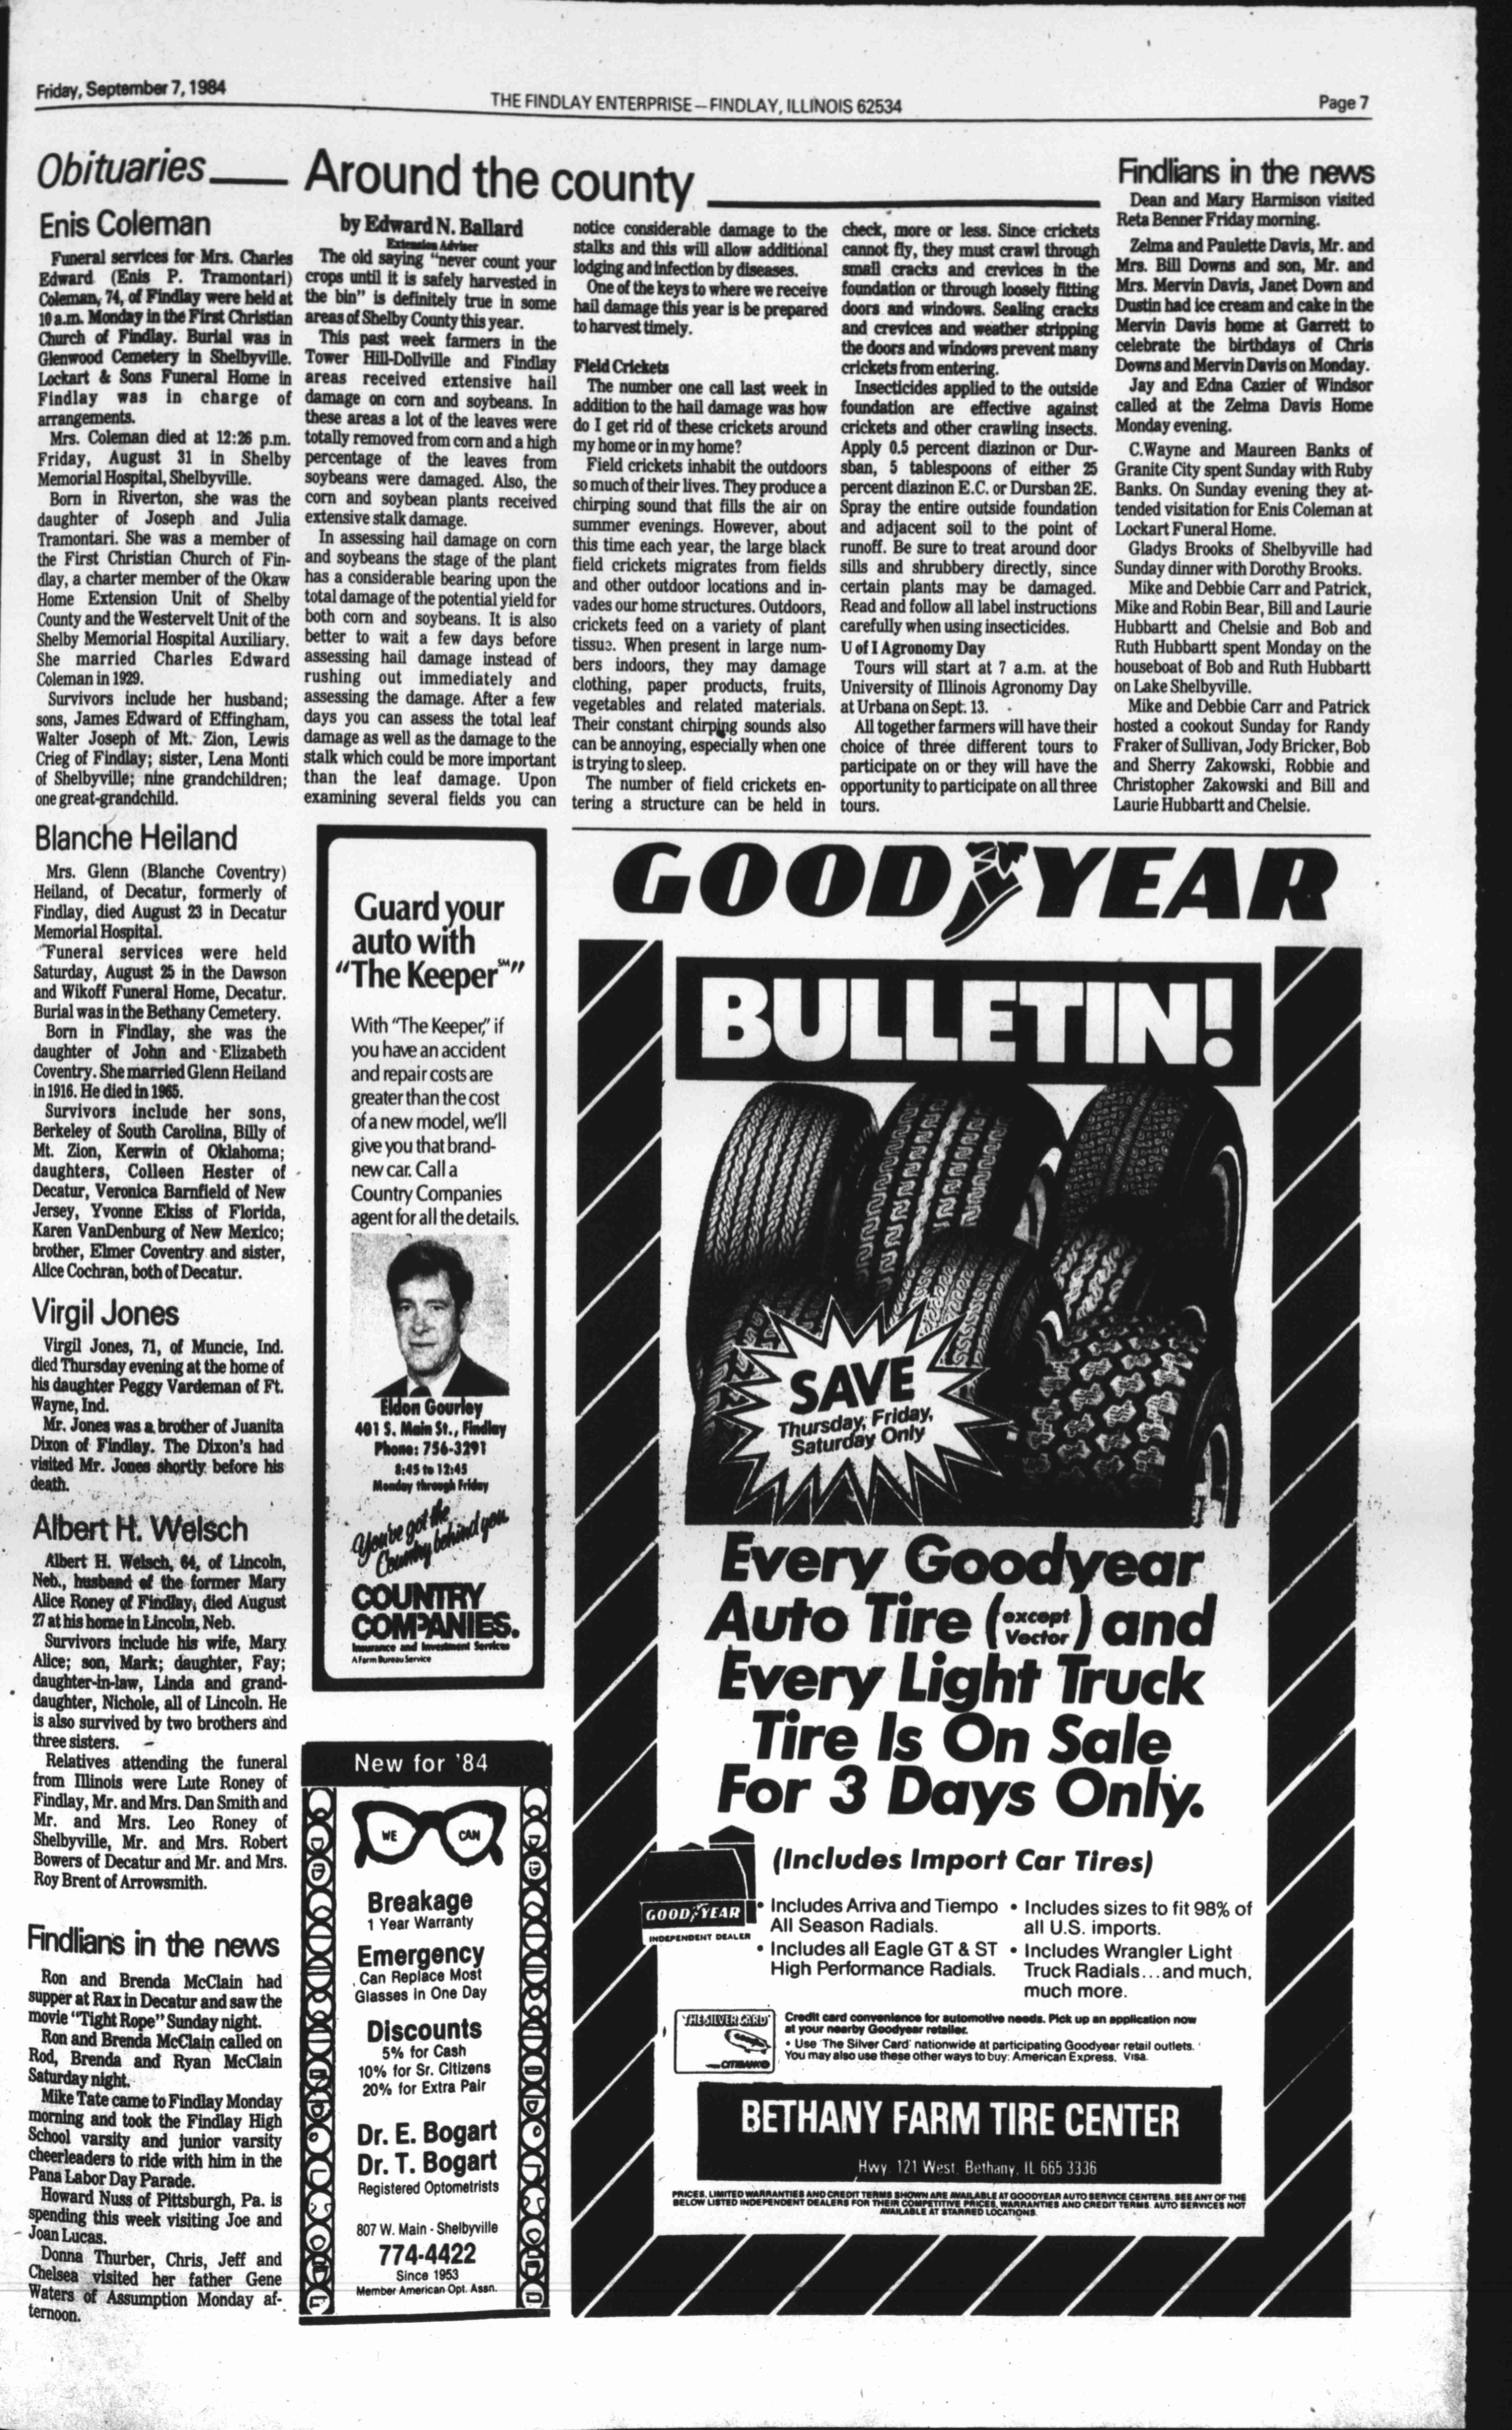 Friday, September 7, 1984
THE FINDLAY ENTERPRISE—FINDLAY, ILLINOIS 62534
Page 7
Obituaries
Enis Coleman
Funeral services for Mrs. Charles
Edward (Enis P. Tramontari)
Coleman, 74, of Findlay were held at
10 a.m. Monday in the First Christian
Church of Findlay. Burial was in
Glenwood Cemetery in Shelbyville.
Lockart & Sons Funeral Home in
Findlay was in charge of
arrangements.
Mrs. Coleman died at 12:26 p.m.
Friday, August 31 in Shelby
Memorial Hospital, Shelbyville.
Born in Riverton, she was the
daughter of Joseph and Julia
Tramontari. She was a member of
the First Christian Church of Fin-
dlay, a charter member of the Okaw
Home Extension Unit of Shelby
County and the Westervelt Unit of the
Shelby Memorial Hospital Auxiliary.
She married Charles Edward
Coleman in 1929.
Survivors include her husband;
sons, James Edward of Effingham,
Walter Joseph of Mt. Zion, Lewis
Crieg of Findlay; sister, Lena Monti
of Shelbyville; nine grandchildren;
one great-grandchild.
Blanche Heiland
Mrs. Glenn (Blanche Coventry)
Heiland, of Decatur, formerly of
Findlay, died August 23 in Decatur
Memorial Hospital.
Funeral services were held
Saturday, August 25 in the Dawson
and Wikoff Funeral Home, Decatur.
Burial was in the Bethany Cemetery.
Born in Findlay, she was the
daughter of John and Elizabeth
Coventry. She married Glenn Heiland
in 1916. He died in 1965.
Survivors include her sons,
Berkeley of South Carolina, Billy of
Mt. Zion, Kerwin of Oklahoma;
daughters, Colleen Hester of
Decatur, Veronica Barnfield of New
Jersey, Yvonne Ekiss of Florida,
Karen VanDenburg of New Mexico;
brother, Elmer Coventry and sister,
Alice Cochran, both of Decatur.
Virgil Jones
Virgil Jones, 71, of Muncie, Ind.
died Thursday evening at the home of
his daughter Peggy Vardeman of Ft.
Wayne, Ind.
Mr. Jones was a brother of Juanita
Dixon of Findlay. The Dixon's had
visited Mr. Jones shortly before his
death.
Albert H. Welsch
Albert H. Welsch, 64, of Lincoln,
Neb., husband of the former Mary
Alice Roney of Findlay, died August
27 at his home in Lincoln, Neb.
Survivors include his wife, Mary
Alice; son, Mark; daughter, Fay;
daughter-in-law, Linda and grand-
daughter, Nichole, all of Lincoln. He
is also survived by two brothers and
three sisters.
Relatives attending the funeral
from Illinois were Lute Roney of
Findlay, Mr. and Mrs. Dan Smith and
Mr. and Mrs. Leo Roney of
Shelbyville, Mr. and Mrs. Robert
Bowers of Decatur and Mr. and Mrs.
Roy Brent of Arrowsmith.
Findlians in the news
Ron and Brenda McClain had
supper at Rax in Decatur and saw the
movie "Tight Rope" Sunday night.
Ron and Brenda McClain called on
Rod, Brenda and Ryan McClain
Saturday night.
Mike Tate came to Findlay Monday
morning and took the Findlay High
School varsity and junior varsity
cheerleaders to ride with him in the
Pana Labor Day Parade.
Howard Nuss of Pittsburgh, Pa. is
spending this week visiting Joe and
Joan Lucas.
Donna Thurber, Chris, Jeff and
Chelsea visited her father Gene
Waters of Assumption Monday af-
ternoon.
Around the county
by Edward N. Ballard
Extension Adviser
The old saying "never count your
crops until it is safely harvested in
the bin" is definitely true in some
areas of Shelby County this year.
This past week farmers in the
Tower Hill-Dollville and Findlay
areas received extensive hail
damage on corn and soybeans. In
these areas a lot of the leaves were
totally removed from corn and a high
percentage of the leaves from
soybeans were damaged. Also, the
corn and soybean plants received
extensive stalk damage.
In assessing hail damage on corn
and soybeans the stage of the plant
has a considerable bearing upon the
total damage of the potential yield for
both corn and soybeans. It is also
better to wait a few days before
assessing hail damage instead of
rushing out immediately and
assessing the damage. After a few
days you can assess the total leaf
damage as well as the damage to the
stalk which could be more important
than the leaf damage. Upon
examining several fields you can
notice considerable damage to the
stalks and this will allow additional
lodging and infection by diseases.
One of the keys to where we receive
hail damage this year is be prepared
to harvest timely.
Field Crickets
The number one call last week in
addition to the hail damage was how
do I get rid of these crickets around
my home or in my home?
Field crickets inhabit the outdoors
so much of their lives. They produce a
chirping sound that fills the air on
summer evenings. However, about
this time each year, the large black
field crickets migrates from fields
and other outdoor locations and in-
vades our home structures. Outdoors,
crickets feed on a variety of plant
tissue. When present in large num-
bers indoors, they may damage
clothing, paper products, fruits,
vegetables and related materials.
Their constant chirping sounds also
can be annoying, especially when one
is trying to sleep.
The number of field crickets en-
tering a structure can be held in
check, more or less. Since crickets
cannot fly, they must crawl through
small cracks and crevices in the
foundation or through loosely fitting
doors and windows. Sealing cracks
and crevices and weather stripping
the doors and windows prevent many
crickets from entering.
Insecticides applied to the outside
foundation are effective against
crickets and other crawling insects.
Apply 0.5 percent diazinon or Dur-
sban, 5 tablespoons of either 25
percent diazinon E.C. or Dursban 2E.
Spray the entire outside foundation
and adjacent soil to the point of
runoff. Be sure to treat around door
sills and shrubbery directly, since
certain plants may be damaged.
Read and follow all label instructions
carefully when using insecticides.
U of I Agronomy Day
Tours will start at 7 a.m. at the
University of Illinois Agronomy Day
at Urbana on Sept. 13.
All together farmers will have their
choice of three different tours to
participate on or they will have the
opportunity to participate on all three
tours.
Findlians in the news
Dean and Mary Harmison visited
Reta Benner Friday morning.
Zelma and Paulette Davis, Mr. and
Mrs. Bill Downs and son, Mr. and
Mrs. Mervin Davis, Janet Down and
Dustin had ice cream and cake in the
Mervin Davis home at Garrett to
celebrate the birthdays of Chris
Downs and Mervin Davis on Monday.
Jay and Edna Cazier of Windsor
called at the Zelma Davis Home
Monday evening.
C.Wayne and Maureen Banks of
Granite City spent Sunday with Ruby
Banks. On Sunday evening they at-
tended visitation for Enis Coleman at
Lockart Funeral Home.
Gladys Brooks of Shelbyville had
Sunday dinner with Dorothy Brooks.
Mike and Debbie Carr and Patrick,
Mike and Robin Bear, Bill and Laurie
Hubbartt and Chelsie and Bob and
Ruth Hubbartt spent Monday on the
houseboat of Bob and Ruth Hubbartt
on Lake Shelbyville.
Mike and Debbie Carr and Patrick
hosted a cookout Sunday for Randy
Fraker of Sullivan, Jody Bricker, Bob
and Sherry Zakowski, Robbie and
Christopher Zakowski and Bill and
Laurie Hubbartt and Chelsie.
Guard your
auto with
"The Keeper℠"
With "The Keeper," if
you have an accident
and repair costs are
greater than the cost
of a new model, we'll
give you that brand-
new car. Call a
Country Companies
agent for all the details.
Eldon Gourley
401 S. Main St., Findlay
Phone: 756-3291
8:45 to 12:45
Monday through Friday
You've got the
Country behind you
COUNTRY
COMPANIES.
Insurance and Investment Services
A Farm Bureau Service
New for '84
WE CAN
Breakage
1 Year Warranty
Emergency
Can Replace Most
Glasses in One Day
Discounts
5% for Cash
10% for Sr. Citizens
20% for Extra Pair
Dr. E. Bogart
Dr. T. Bogart
Registered Optometrists
807 W. Main - Shelbyville
774-4422
Since 1953
Member American Opt. Assn.
GOODYEAR
BULLETIN!
SAVE
Thursday, Friday,
Saturday Only
Every Goodyear
Auto Tire (except Vector) and
Every Light Truck
Tire Is On Sale
For 3 Days Only.
(Includes Import Car Tires)
GOODYEAR
INDEPENDENT DEALER
• Includes Arriva and Tiempo
All Season Radials.
• Includes all Eagle GT & ST
High Performance Radials.
• Includes sizes to fit 98% of
all U.S. imports.
• Includes Wrangler Light
Truck Radials...and much,
much more.
THE SILVER CARD
CITIBANK
Credit card convenience for automotive needs. Pick up an application now
at your nearby Goodyear retailer.
• Use 'The Silver Card' nationwide at participating Goodyear retail outlets.
You may also use these other ways to buy: American Express, Visa.
BETHANY FARM TIRE CENTER
Hwy. 121 West, Bethany, IL 665 3336
PRICES, LIMITED WARRANTIES AND CREDIT TERMS SHOWN ARE AVAILABLE AT GOODYEAR AUTO SERVICE CENTERS. SEE ANY OF THE
BELOW LISTED INDEPENDENT DEALERS FOR THEIR COMPETITIVE PRICES, WARRANTIES AND CREDIT TERMS. AUTO SERVICES NOT
AVAILABLE AT STARRED LOCATIONS.